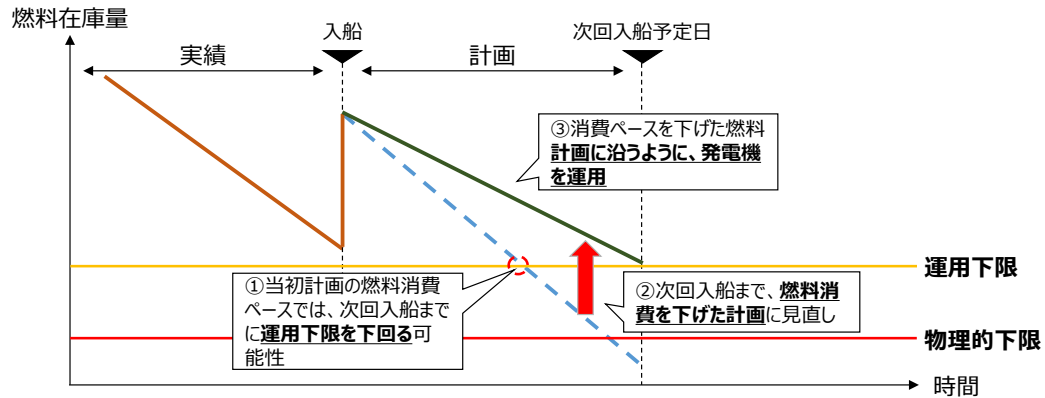 燃料在庫量
入船
次回入船予定日
実績
計画
③消費ペースを下げた燃料
計画に沿うように、発電機
を運用
運用下限
①当初計画の燃料消費
ペースでは、次回入船まで
に運用下限を下回る可
能性
②次回入船まで、燃料消
費を下げた計画に見直し
物理的下限
時間